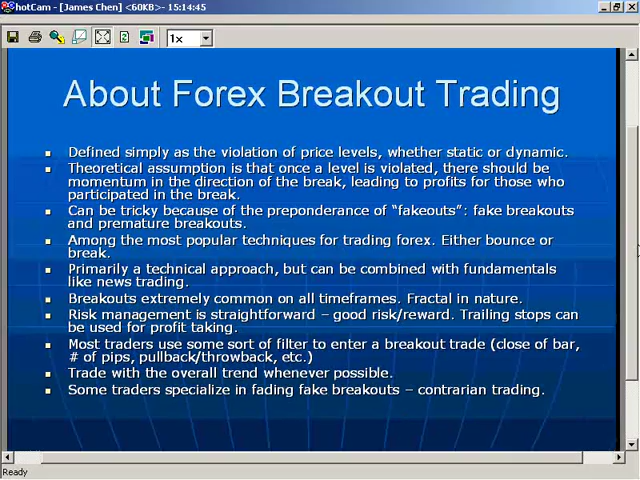 hotCam - [James Chen] <60KB>- 15:14:45
1x
About Forex Breakout Trading
Defined simply as the violation of price levels, whether static or dynamic.
Theoretical assumption is that once a level is violated, there should be
momentum in the direction of the break, leading to profits for those who
participated in the break.
Can be tricky because of the preponderance of “fakeouts”: fake breakouts
and premature breakouts.
Among the most popular techniques for trading forex. Either bounce or
break.
Primarily a technical approach, but can be combined with fundamentals
like news trading.
Breakouts extremely common on all timeframes. Fractal in nature.
Risk management is straightforward – good risk/reward. Trailing stops can
be used for profit taking.
Most traders use some sort of filter to enter a breakout trade (close of bar,
# of pips, pullback/throwback, etc.)
Trade with the overall trend whenever possible.
Some traders specialize in fading fake breakouts – contrarian trading.
Ready